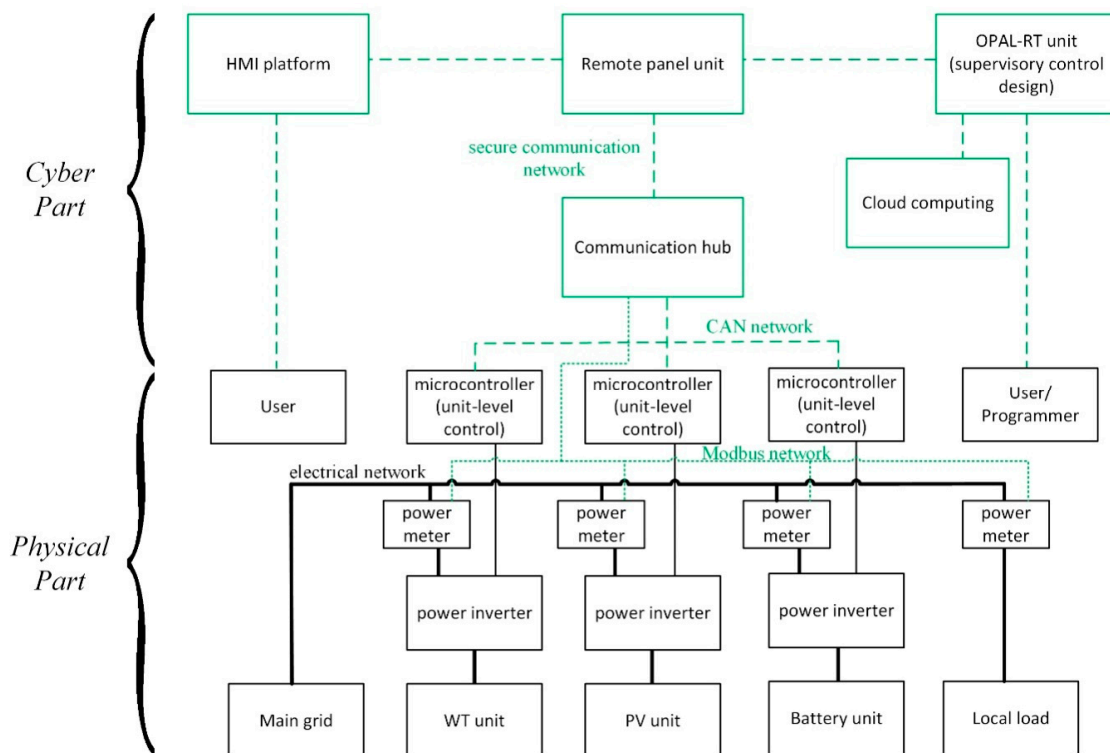 HMI platform
Remote panel unit
OPAL-RT unit
(supervisory control
design)
secure communication
network
Cyber
Part
Cloud computing
Communication hub
CAN network
User
microcontroller
(unit-level
control)
microcontroller
(unit-level
control)
microcontroller
(unit-level
control)
User/
Programmer
Modbus network
electrical network
power
meter
power
meter
power
meter
power
meter
Physical
Part
power inverter
power inverter
power inverter
Main grid
WT unit
PV unit
Battery unit
Local load